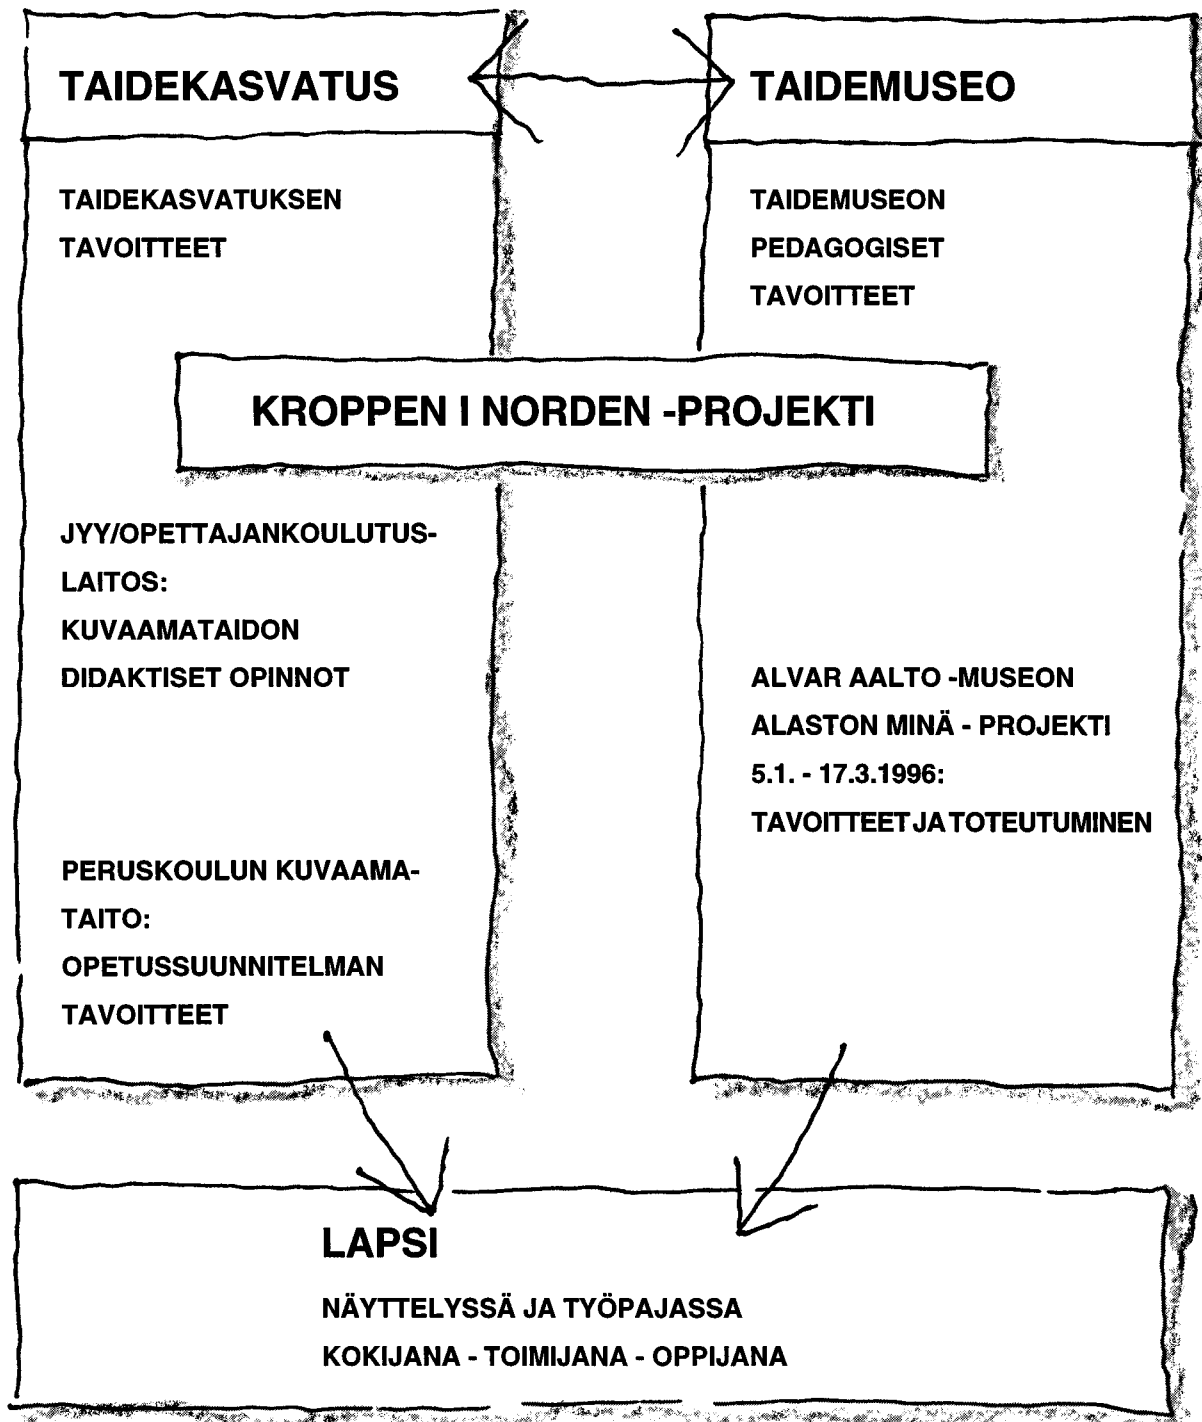 TAIDEKASVATUS
TAIDEKASVATUKSEN
TAVOITTEET
TAIDEMUSEO
TAIDEMUSEON
PEDAGOGISET
TAVOITTEET
KROPPEN I NORDEN -PROJEKTI
JYY/OPETTAJANKOULUTUS-
LAITOS:
KUVAAMATAIDON
DIDAKTISET OPINNOT
PERUSKOULUN KUVAAMA-
TAITO:
OPETUSSUUNNITELMAN
TAVOITTEET
ALVAR AALTO -MUSEON
ALASTON MINÄ - PROJEKTI
5.1. - 17.3.1996:
TAVOITTEET JA TOTEUTUMINEN
LAPSI
NÄYTTELYSSÄ JA TYÖPAJASSA
KOKIJANA - TOIMIJANA - OPPIJANA